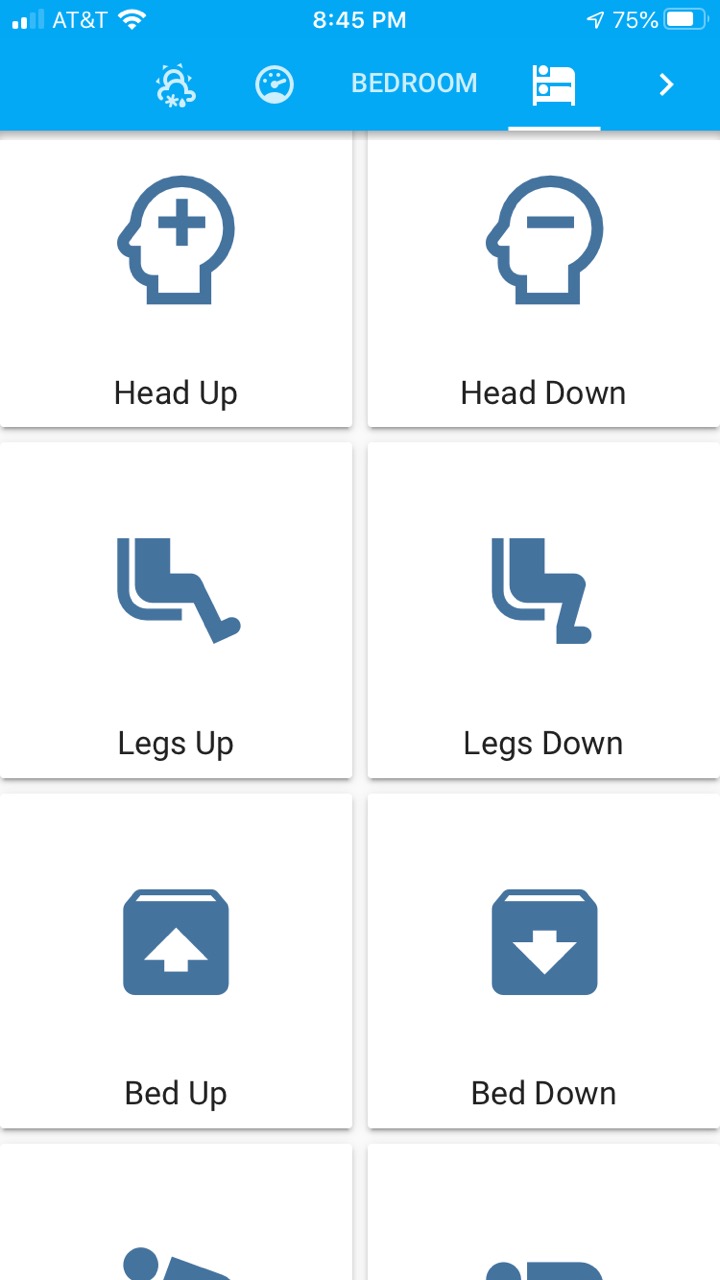 AT&T 8:45 PM 75%
BEDROOM
Head Up Head Down
Legs Up Legs Down
Bed Up Bed Down